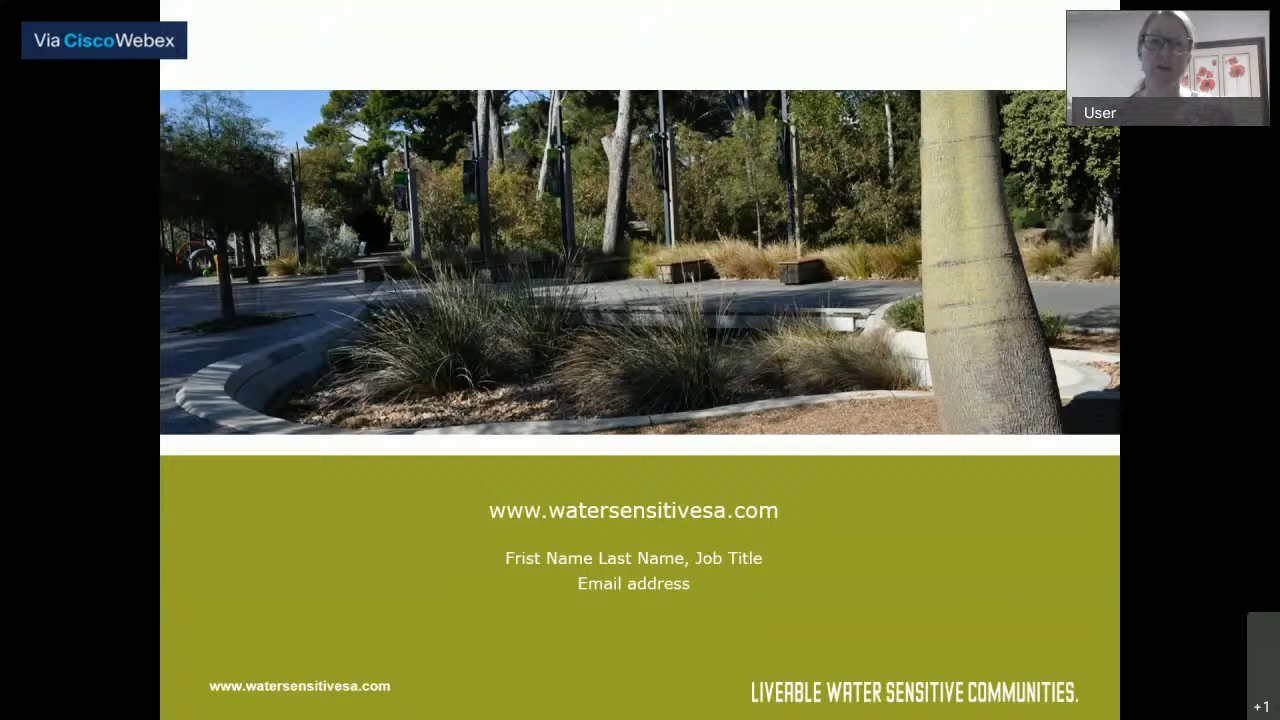 Via Cisco Webex
User
www.watersensitivesa.com
Frist Name Last Name, Job Title
Email address
www.watersensitivesa.com
LIVEABLE WATER SENSITIVE COMMUNITIES.
+1